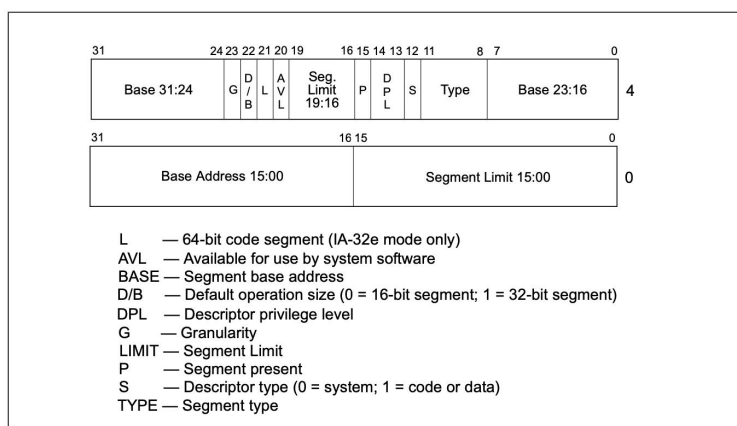 31 24 23 22 21 20 19 16 15 14 13 12 11 8 7 0
Base 31:24 G D/B L AVL Seg. Limit 19:16 P DPL S Type Base 23:16 4
31 16 15 0
Base Address 15:00 Segment Limit 15:00 0
L — 64-bit code segment (IA-32e mode only)
AVL — Available for use by system software
BASE — Segment base address
D/B — Default operation size (0 = 16-bit segment; 1 = 32-bit segment)
DPL — Descriptor privilege level
G — Granularity
LIMIT — Segment Limit
P — Segment present
S — Descriptor type (0 = system; 1 = code or data)
TYPE — Segment type